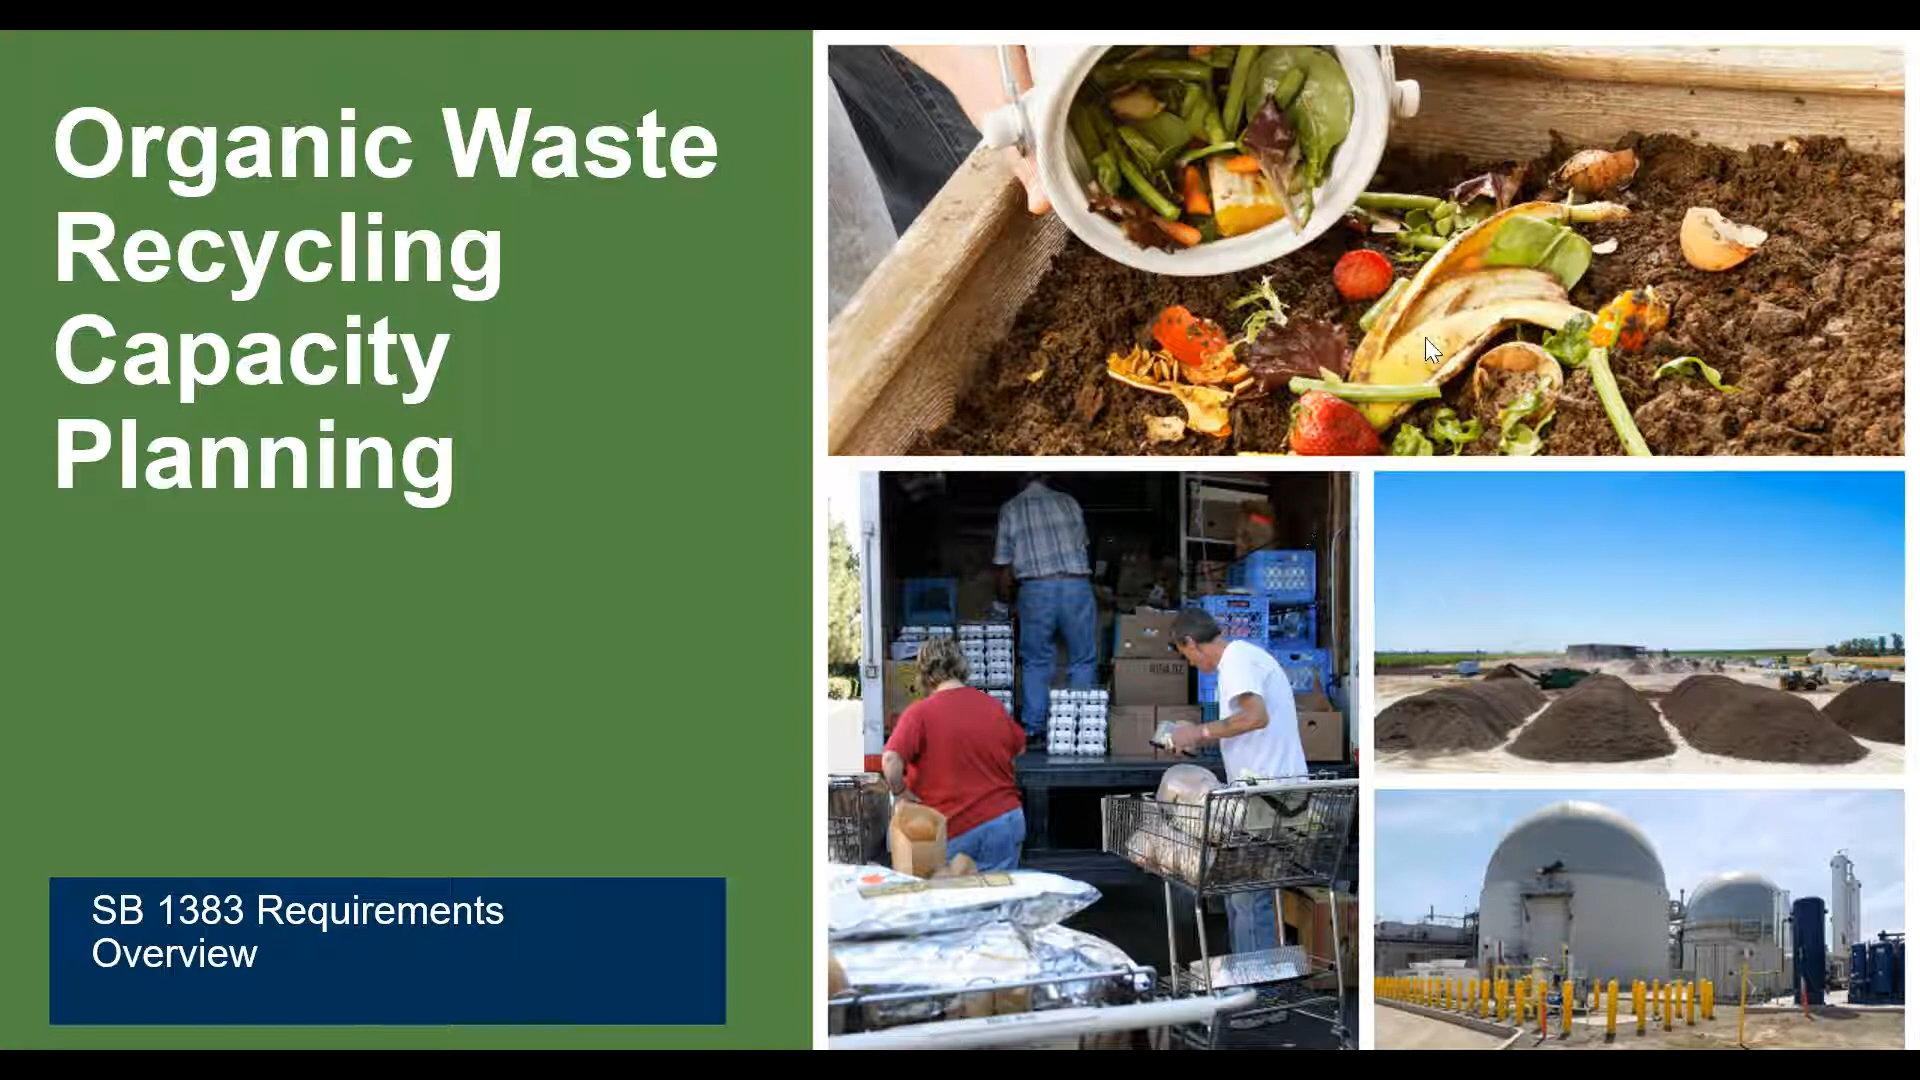 Organic Waste
Recycling
Capacity
Planning
SB 1383 Requirements
Overview